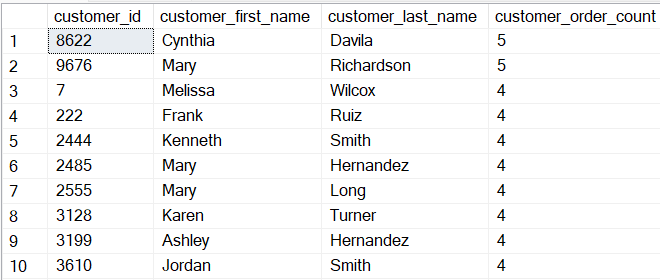 customer_id customer_first_name customer_last_name customer_order_count
1 8622 Cynthia Davila 5
2 9676 Mary Richardson 5
3 7 Melissa Wilcox 4
4 222 Frank Ruiz 4
5 2444 Kenneth Smith 4
6 2485 Mary Hernandez 4
7 2555 Mary Long 4
8 3128 Karen Turner 4
9 3199 Ashley Hernandez 4
10 3610 Jordan Smith 4